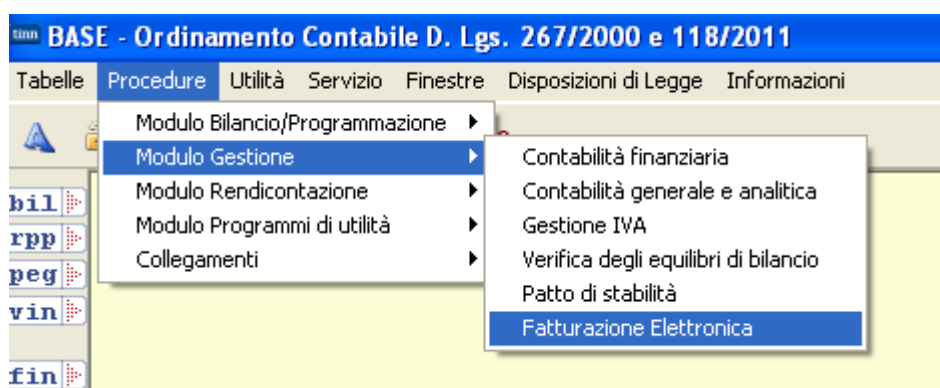 tinn BASE - Ordinamento Contabile D. Lgs. 267/2000 e 118/2011
Tabelle Procedure Utilità Servizio Finestre Disposizioni di Legge Informazioni
Modulo Bilancio/Programmazione
Modulo Gestione
Modulo Rendicontazione
Modulo Programmi di utilità
Collegamenti
Contabilità finanziaria
Contabilità generale e analitica
Gestione IVA
Verifica degli equilibri di bilancio
Patto di stabilità
Fatturazione Elettronica
bil
rpp
peg
vin
fin